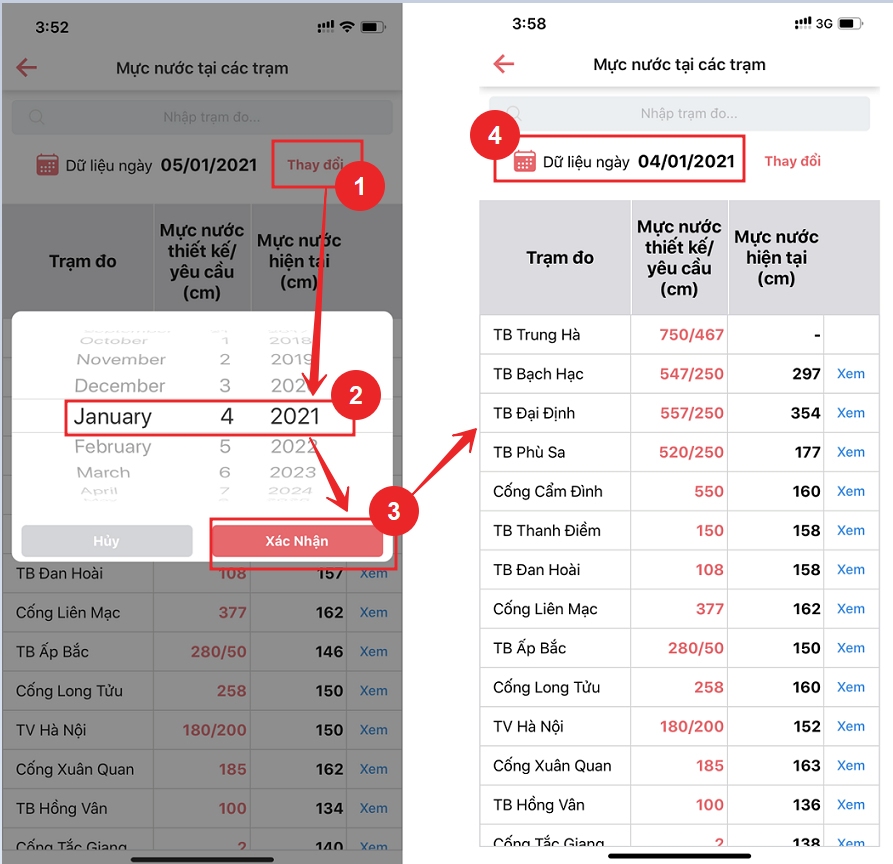 3:52
Mực nước tại các trạm
Nhập trạm đo...
Dữ liệu ngày 05/01/2021 Thay đổi
1
Trạm đo
Mực nước thiết kế/ yêu cầu (cm)
Mực nước hiện tại (cm)
October 1 2018
November 2 2019
December 3 202
2
January 4 2021
February 5 2022
March 6 2023
April 7 2024
3
Hủy Xác Nhận
TB Đan Hoài 108 157 Xem
Cống Liên Mạc 377 162 Xem
TB Ấp Bắc 280/50 146 Xem
Cống Long Tửu 258 150 Xem
TV Hà Nội 180/200 150 Xem
Cống Xuân Quan 185 162 Xem
TB Hồng Vân 100 134 Xem
Cống Tắc Giang 2 140 Xem
3:58 3G
Mực nước tại các trạm
Nhập trạm đo...
4
Dữ liệu ngày 04/01/2021 Thay đổi
Trạm đo
Mực nước thiết kế/ yêu cầu (cm)
Mực nước hiện tại (cm)
TB Trung Hà 750/467 -
TB Bạch Hạc 547/250 297 Xem
TB Đại Định 557/250 354 Xem
TB Phù Sa 520/250 177 Xem
Cống Cẩm Đình 550 160 Xem
TB Thanh Điềm 150 158 Xem
TB Đan Hoài 108 158 Xem
Cống Liên Mạc 377 162 Xem
TB Ấp Bắc 280/50 150 Xem
Cống Long Tửu 258 160 Xem
TV Hà Nội 180/200 152 Xem
Cống Xuân Quan 185 163 Xem
TB Hồng Vân 100 136 Xem
Cống Tắc Giang 2 138 Xem